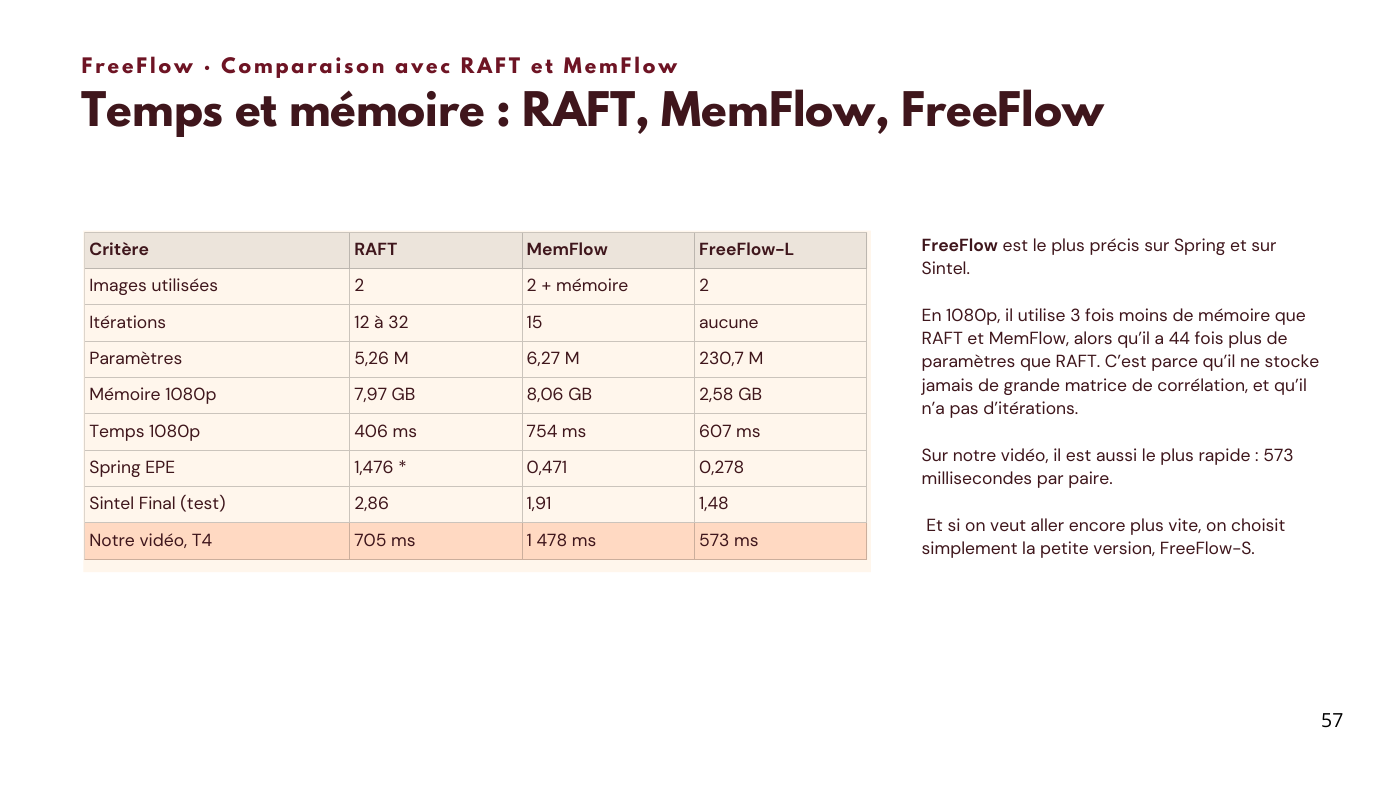 FreeFlow · Comparaison avec RAFT et MemFlow
Temps et mémoire : RAFT, MemFlow, FreeFlow
Critère RAFT MemFlow FreeFlow-L
Images utilisées 2 2 + mémoire 2
Itérations 12 à 32 15 aucune
Paramètres 5,26 M 6,27 M 230,7 M
Mémoire 1080p 7,97 GB 8,06 GB 2,58 GB
Temps 1080p 406 ms 754 ms 607 ms
Spring EPE 1,476 * 0,471 0,278
Sintel Final (test) 2,86 1,91 1,48
Notre vidéo, T4 705 ms 1 478 ms 573 ms
FreeFlow est le plus précis sur Spring et sur
Sintel.
En 1080p, il utilise 3 fois moins de mémoire que
RAFT et MemFlow, alors qu’il a 44 fois plus de
paramètres que RAFT. C’est parce qu’il ne stocke
jamais de grande matrice de corrélation, et qu’il
n’a pas d’itérations.
Sur notre vidéo, il est aussi le plus rapide : 573
millisecondes par paire.
Et si on veut aller encore plus vite, on choisit
simplement la petite version, FreeFlow-S.
57